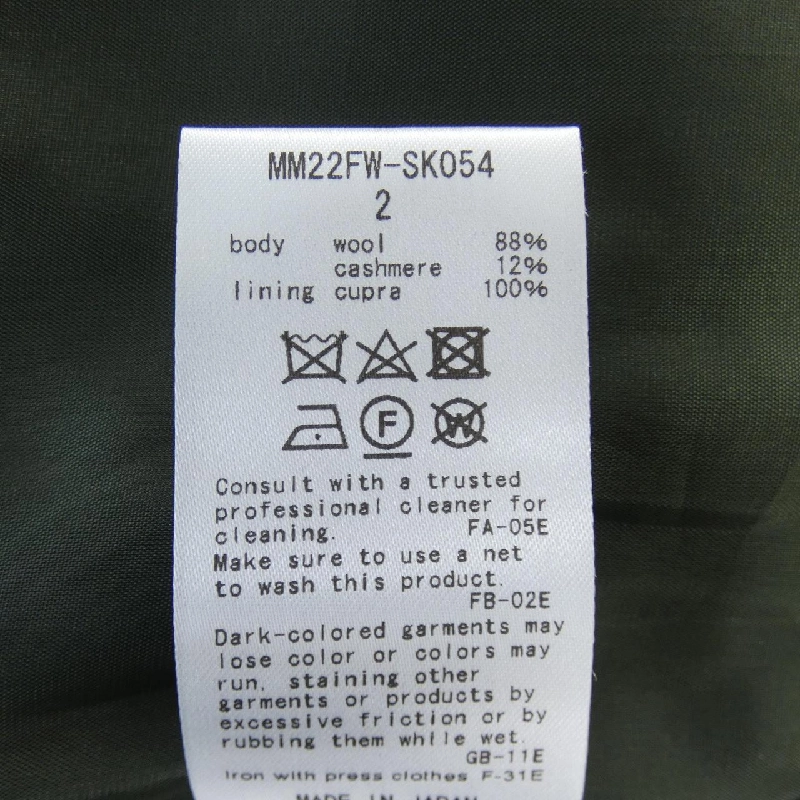 MM22FW-SK054
2
body wool 88%
cashmere 12%
lining cupra 100%
F W
Consult with a trusted
professional cleaner for
cleaning. FA-05E
Make sure to use a net
to wash this product.
FB-02E
Dark-colored garments may
lose color or colors may
run, staining other
garments or products by
excessive friction or by
rubbing them while wet.
GB-11E
Iron with press clothes F-31E
MADE IN JAPAN